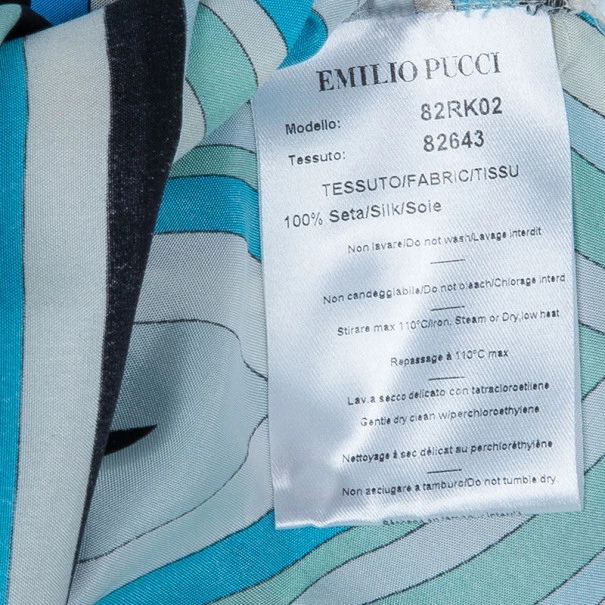 EMILIO PUCCI
Modello: 82RK02
Tessuto: 82643
TESSUTO/FABRIC/TISSU
100% Seta/Silk/Soie
Non lavare/Do not wash/Lavage interdit
Non candeggiabile/Do not bleach/Chlorage interd
Stirare max 110°C/Iron, Steam or Dry, low heat
Repassage à 110°C max
Lav.a secco delicato con tetracloroetilene
Gentle dry clean w/perchloroethylene
Nettoyage à sec délicat au perchloréthylène
Non asciugare a tamburo/Do not tumble dry.